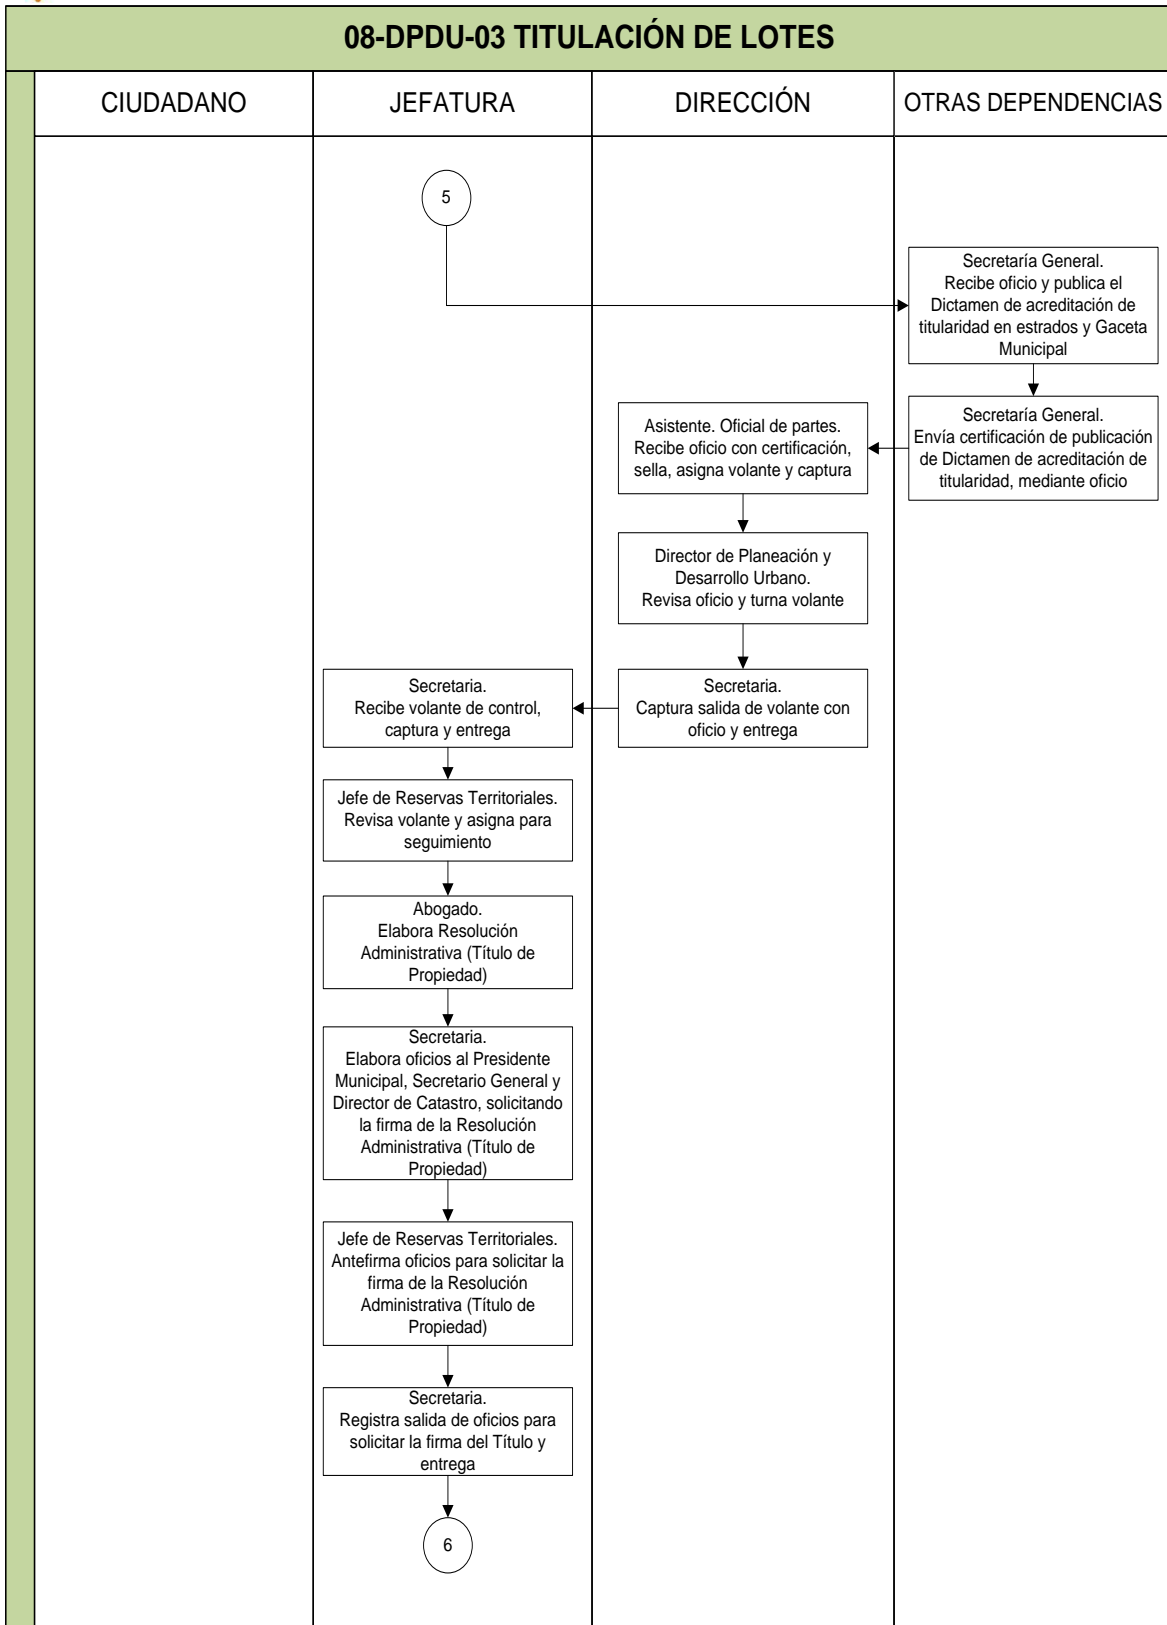 08-DPDU-03 TITULACIÓN DE LOTES
CIUDADANO
JEFATURA
DIRECCIÓN
OTRAS DEPENDENCIAS
5
Secretaría General.
Recibe oficio y publica el
Dictamen de acreditación de
titularidad en estrados y Gaceta
Municipal
Secretaría General.
Envía certificación de publicación
de Dictamen de acreditación de
titularidad, mediante oficio
Asistente. Oficial de partes.
Recibe oficio con certificación,
sella, asigna volante y captura
Director de Planeación y
Desarrollo Urbano.
Revisa oficio y turna volante
Secretaria.
Captura salida de volante con
oficio y entrega
Secretaria.
Recibe volante de control,
captura y entrega
Jefe de Reservas Territoriales.
Revisa volante y asigna para
seguimiento
Abogado.
Elabora Resolución
Administrativa (Título de
Propiedad)
Secretaria.
Elabora oficios al Presidente
Municipal, Secretario General y
Director de Catastro, solicitando
la firma de la Resolución
Administrativa (Título de
Propiedad)
Jefe de Reservas Territoriales.
Antefirma oficios para solicitar la
firma de la Resolución
Administrativa (Título de
Propiedad)
Secretaria.
Registra salida de oficios para
solicitar la firma del Título y
entrega
6